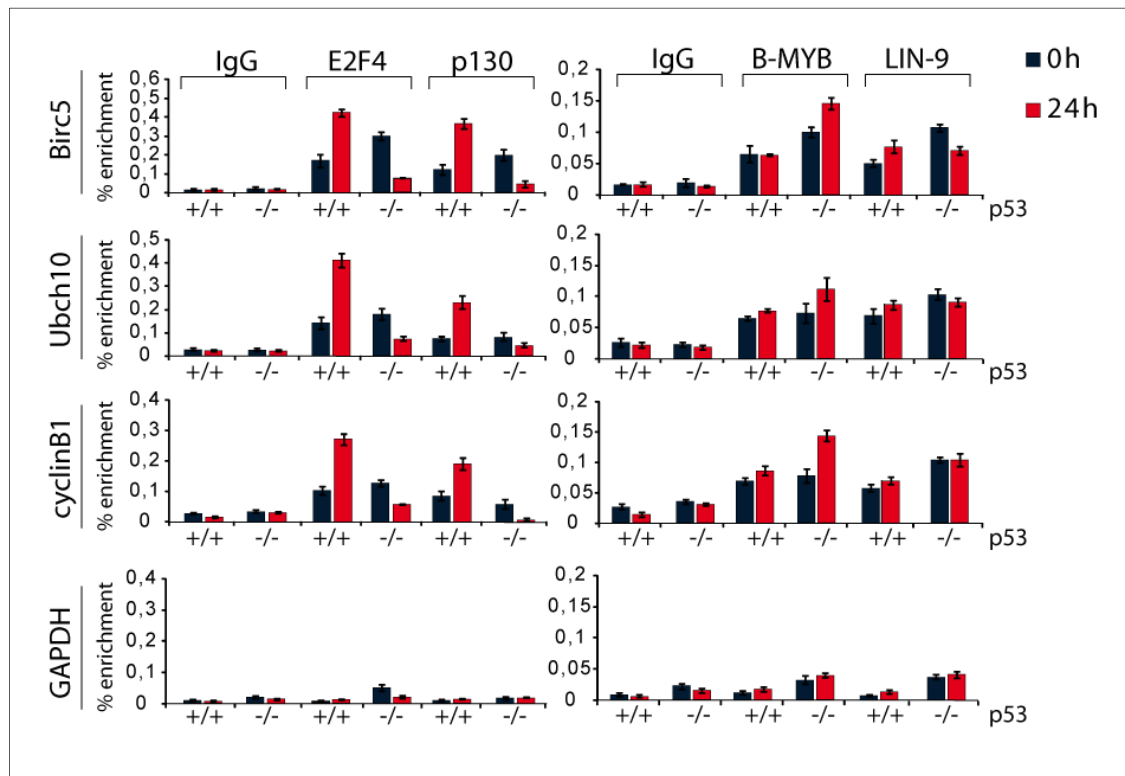 IgG E2F4 p130 IgG B-MYB LIN-9
0h
24h
Birc5
% enrichment
0,6
0,5
0,4
0,3
0,2
0,1
0
+/+ -/- +/+ -/- +/+ -/-
0,2
0,15
0,1
0,05
0
+/+ -/- +/+ -/- +/+ -/- p53
Ubch10
% enrichment
0,5
0,4
0,3
0,2
0,1
0
+/+ -/- +/+ -/- +/+ -/-
0,2
0,15
0,1
0,05
0
+/+ -/- +/+ -/- +/+ -/- p53
cyclinB1
% enrichment
0,4
0,3
0,2
0,1
0
+/+ -/- +/+ -/- +/+ -/-
0,2
0,15
0,1
0,05
0
+/+ -/- +/+ -/- +/+ -/- p53
GAPDH
% enrichment
0,4
0,3
0,2
0,1
0
+/+ -/- +/+ -/- +/+ -/-
0,2
0,15
0,1
0,05
0
+/+ -/- +/+ -/- +/+ -/- p53